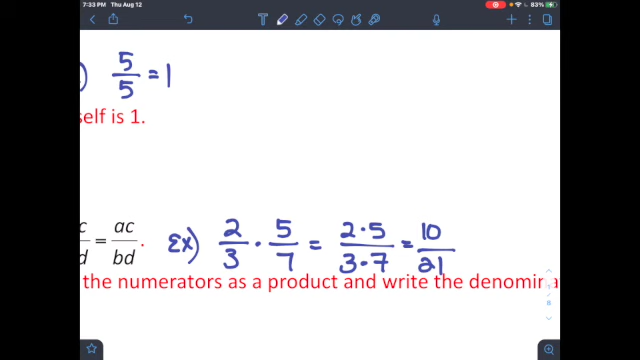 7:33 PM Thu Aug 12
83%
) 5/5 = 1
self is 1.
c/d = ac/bd.
Ex) 2/3 · 5/7 = 2·5/3·7 = 10/21
the numerators as a product and write the denomina